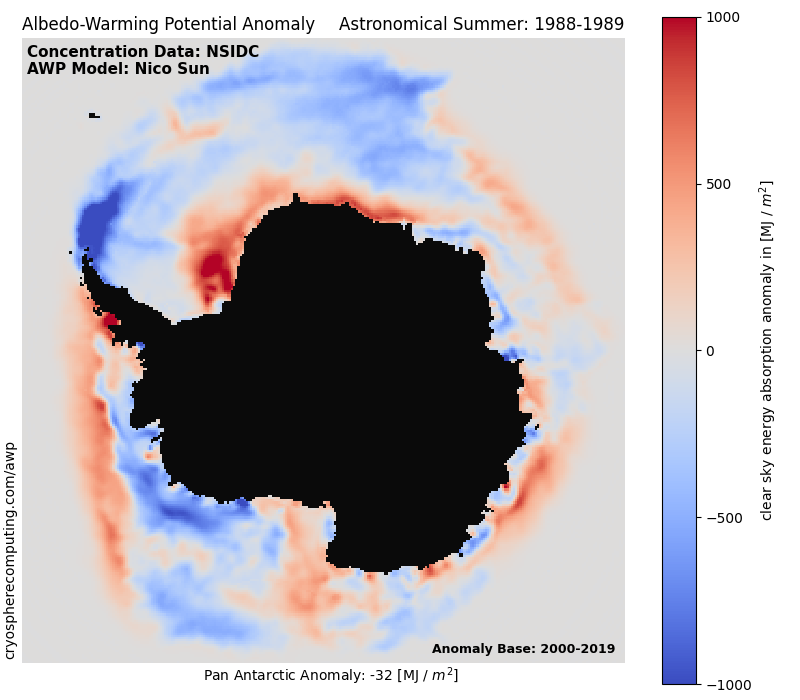 Albedo-Warming Potential Anomaly Astronomical Summer: 1988-1989
Concentration Data: NSIDC
AWP Model: Nico Sun
Anomaly Base: 2000-2019
Pan Antarctic Anomaly: -32 [MJ / m²]
cryospherecomputing.com/awp
1000
500
0
−500
−1000
clear sky energy absorption anomaly in [MJ / m²]